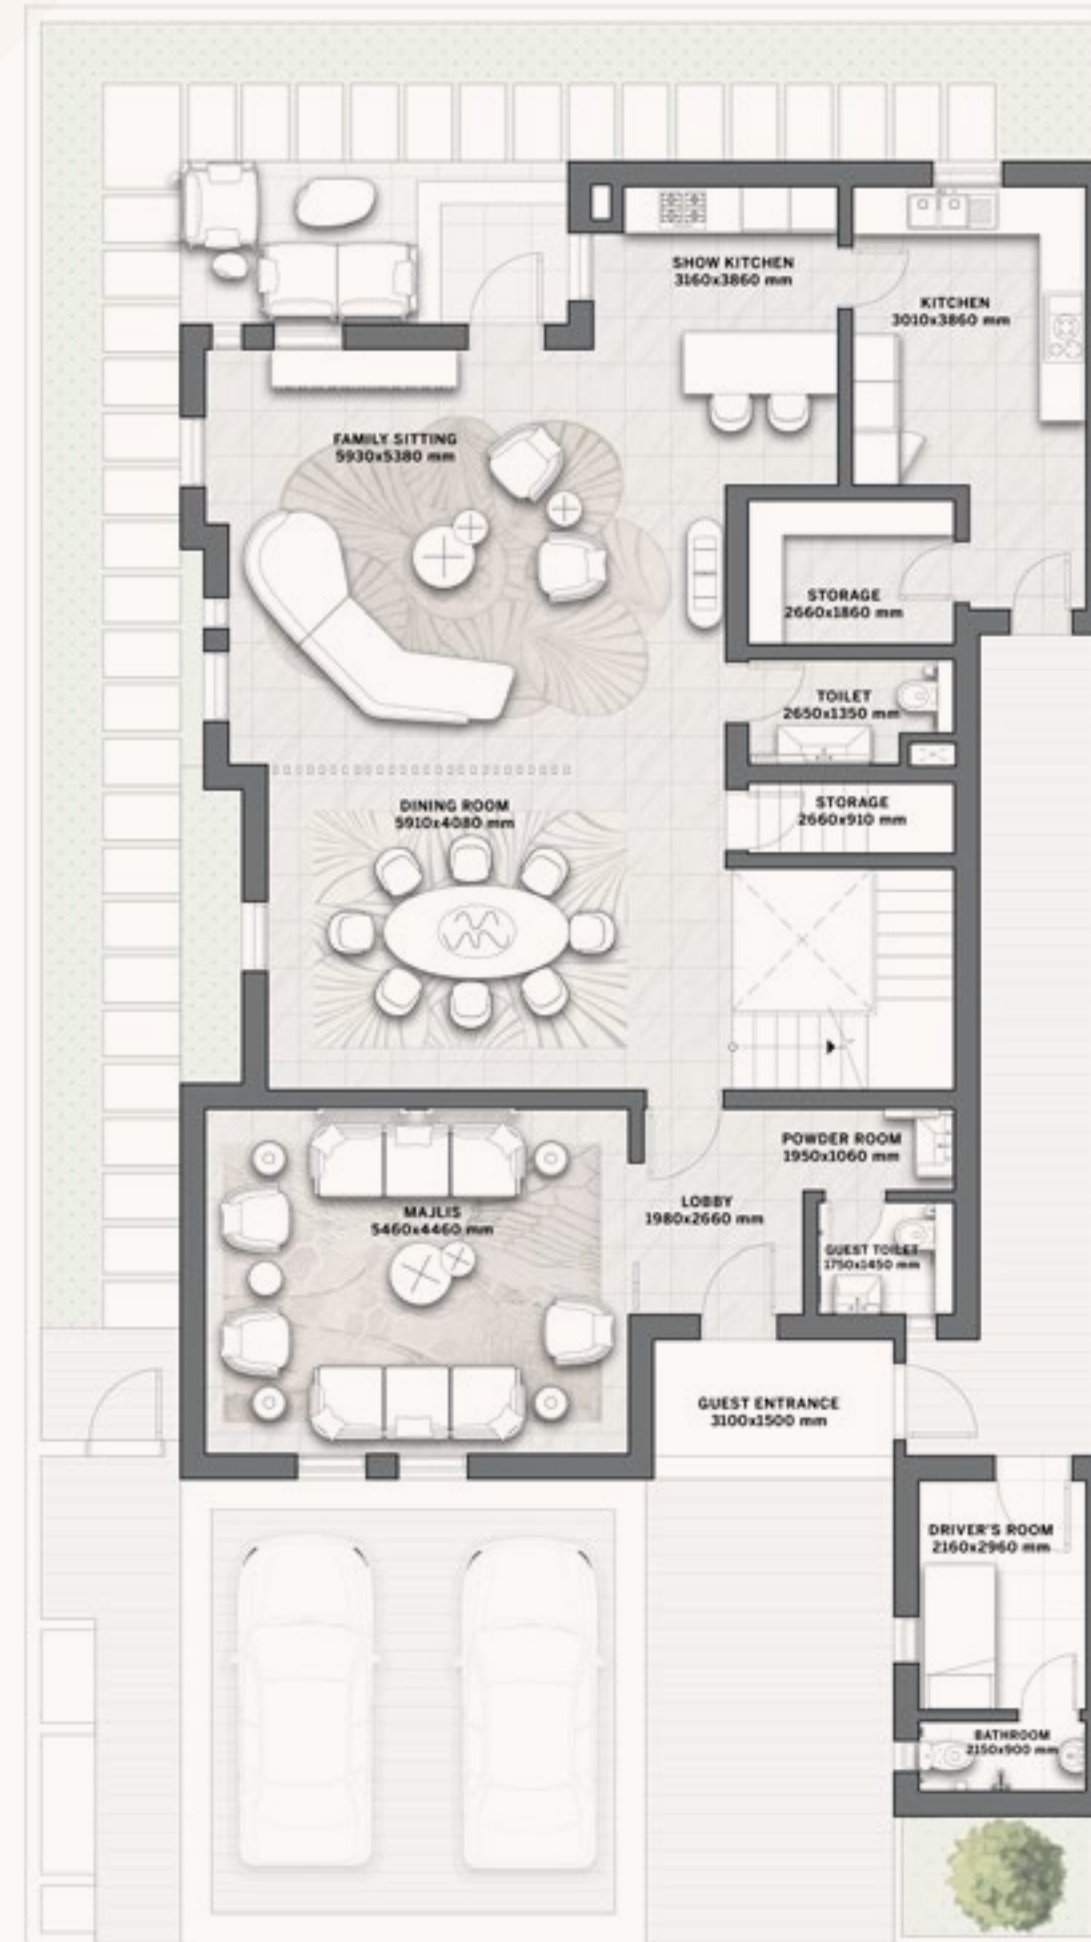 SHOW KITCHEN
3160x3860 mm
KITCHEN
3010x3860 mm
FAMILY SITTING
5930x5380 mm
STORAGE
2660x1860 mm
TOILET
2650x1350 mm
STORAGE
2660x910 mm
DINING ROOM
5910x4080 mm
POWDER ROOM
1950x1060 mm
LOBBY
1980x2660 mm
MAJLIS
5460x4460 mm
GUEST TOILET
1750x1450 mm
GUEST ENTRANCE
3100x1500 mm
DRIVER'S ROOM
2160x2960 mm
BATHROOM
2150x900 mm